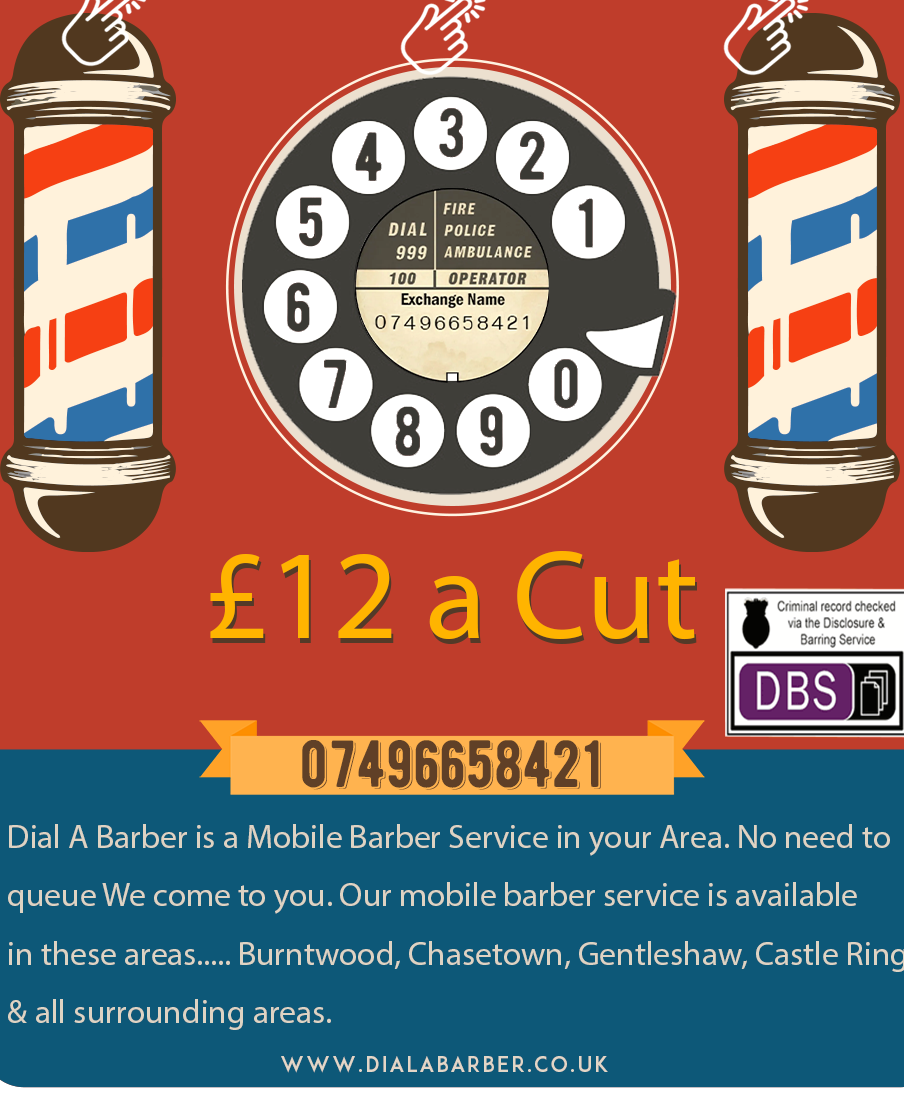 3
4
2
5
1
6
7
0
8
9
DIAL
999
FIRE
POLICE
AMBULANCE
100 | OPERATOR
Exchange Name
07496658421
£12 a Cut
Criminal record checked
via the Disclosure &
Barring Service
DBS
07496658421
Dial A Barber is a Mobile Barber Service in your Area. No need to
queue We come to you. Our mobile barber service is available
in these areas..... Burntwood, Chasetown, Gentleshaw, Castle Ring
& all surrounding areas.
WWW.DIALABARBER.CO.UK